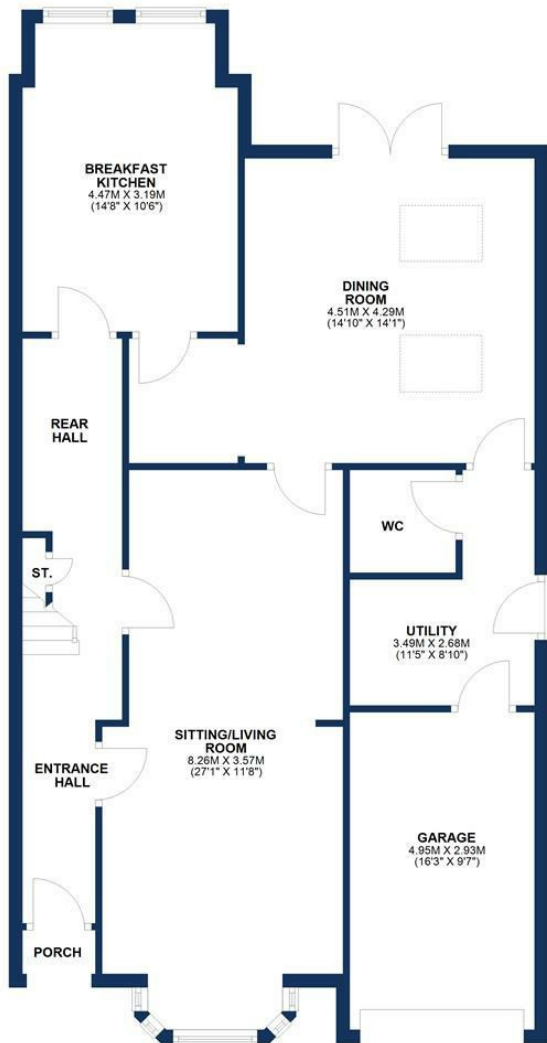 BREAKFAST
KITCHEN
4.47M X 3.19M
(14'8" X 10'6")
DINING
ROOM
4.51M X 4.29M
(14'10" X 14'1")
REAR
HALL
WC
ST.
UTILITY
3.49M X 2.68M
(11'5" X 8'10")
SITTING/LIVING
ROOM
8.26M X 3.57M
(27'1" X 11'8")
ENTRANCE
HALL
GARAGE
4.95M X 2.93M
(16'3" X 9'7")
PORCH